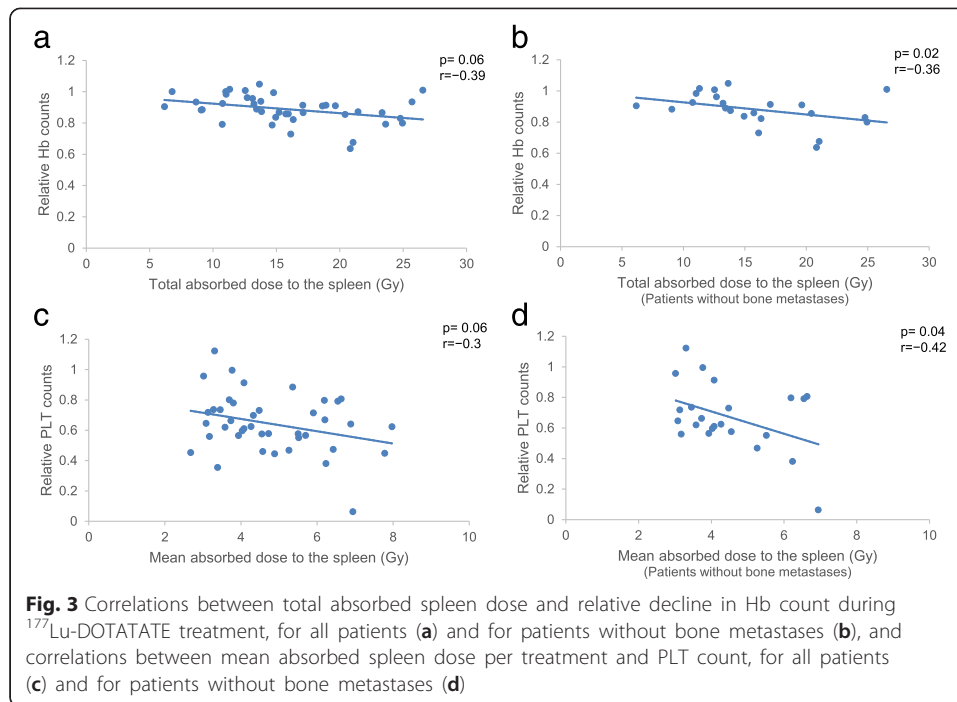 a
p= 0.06
r=−0.39
1.2
1
0.8
0.6
0.4
0.2
0
Relative Hb counts
0 5 10 15 20 25 30
Total absorbed dose to the spleen (Gy)
b
p= 0.02
r=−0.36
1.2
1
0.8
0.6
0.4
0.2
0
Relative Hb counts
0 5 10 15 20 25 30
Total absorbed dose to the spleen (Gy)
(Patients without bone metastases)
c
p= 0.06
r=−0.3
1.2
1
0.8
0.6
0.4
0.2
0
Relative PLT counts
0 2 4 6 8 10
Mean absorbed dose to the spleen (Gy)
d
p= 0.04
r=−0.42
1.2
1
0.8
0.6
0.4
0.2
0
Relative PLT counts
0 2 4 6 8 10
Mean absorbed dose to the spleen (Gy)
(Patients without bone metastases)
Fig. 3 Correlations between total absorbed spleen dose and relative decline in Hb count during
177Lu-DOTATATE treatment, for all patients (a) and for patients without bone metastases (b), and
correlations between mean absorbed spleen dose per treatment and PLT count, for all patients
(c) and for patients without bone metastases (d)